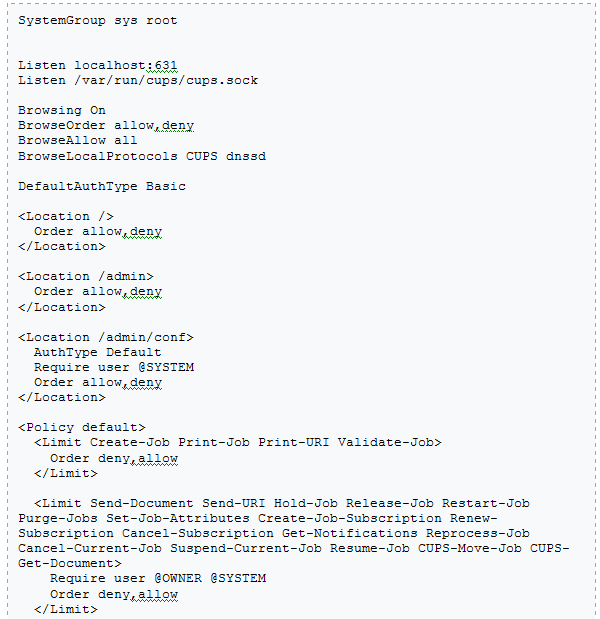 SystemGroup sys root
Listen localhost:631
Listen /var/run/cups/cups.sock
Browsing On
BrowseOrder allow,deny
BrowseAllow all
BrowseLocalProtocols CUPS dnssd
DefaultAuthType Basic
<Location />
Order allow,deny
</Location>
<Location /admin>
Order allow,deny
</Location>
<Location /admin/conf>
AuthType Default
Require user @SYSTEM
Order allow,deny
</Location>
<Policy default>
<Limit Create-Job Print-Job Print-URI Validate-Job>
Order deny,allow
</Limit>
<Limit Send-Document Send-URI Hold-Job Release-Job Restart-Job
Purge-Jobs Set-Job-Attributes Create-Job-Subscription Renew-
Subscription Cancel-Subscription Get-Notifications Reprocess-Job
Cancel-Current-Job Suspend-Current-Job Resume-Job CUPS-Move-Job CUPS-
Get-Document>
Require user @OWNER @SYSTEM
Order deny,allow
</Limit>